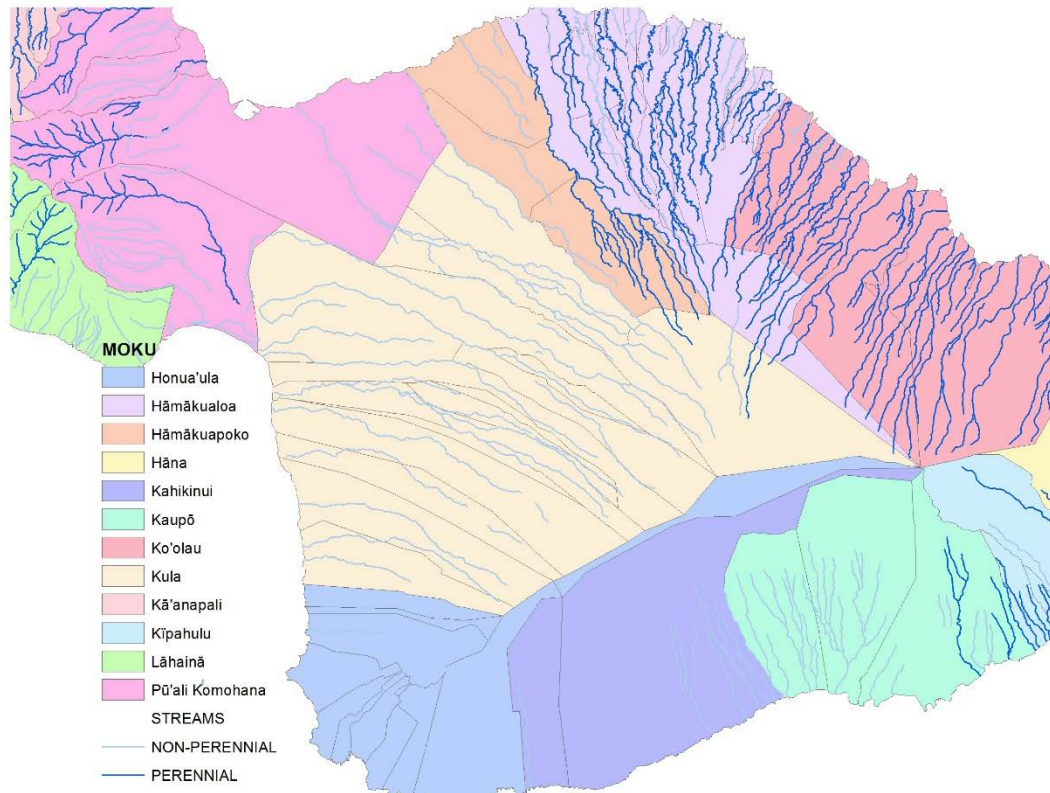 MOKU
Honua'ula
Hāmākualoa
Hāmākuapoko
Hāna
Kahikinui
Kaupō
Ko'olau
Kula
Kā'anapali
Kïpahulu
Lāhainā
Pū'ali Komohana
STREAMS
NON-PERENNIAL
PERENNIAL